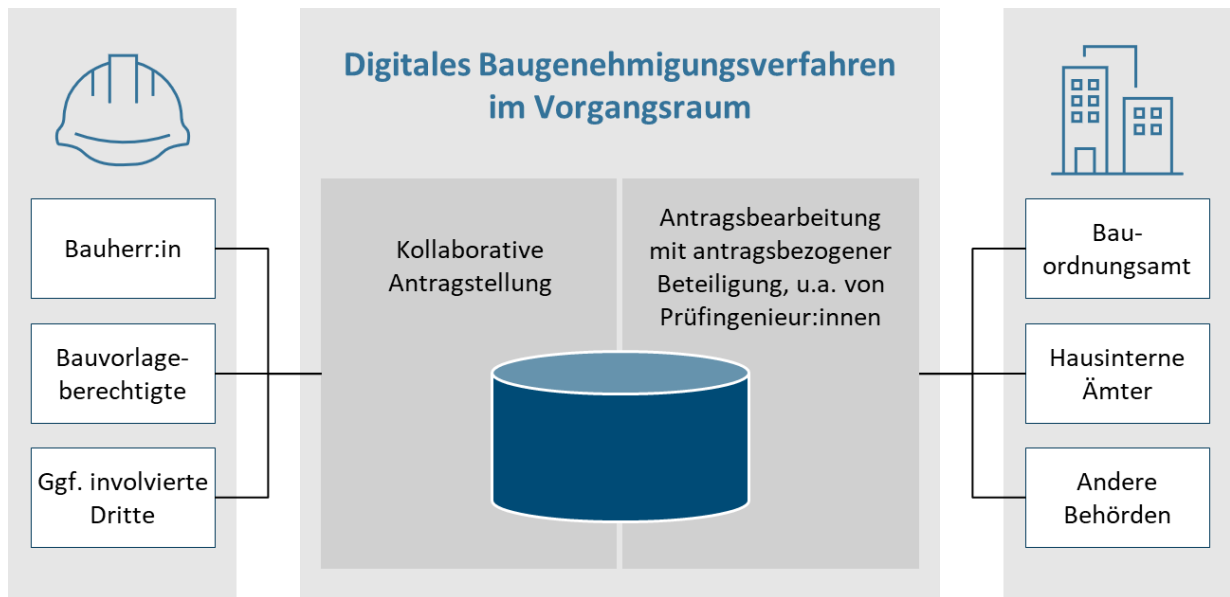 Digitales Baugenehmigungsverfahren
im Vorgangsraum
Bauherr:in
Bauvorlage-
berechtigte
Ggf. involvierte
Dritte
Kollaborative
Antragstellung
Antragsbearbeitung
mit antragsbezogener
Beteiligung, u.a. von
Prüfingenieur:innen
Bau-
ordnungsamt
Hausinterne
Ämter
Andere
Behörden